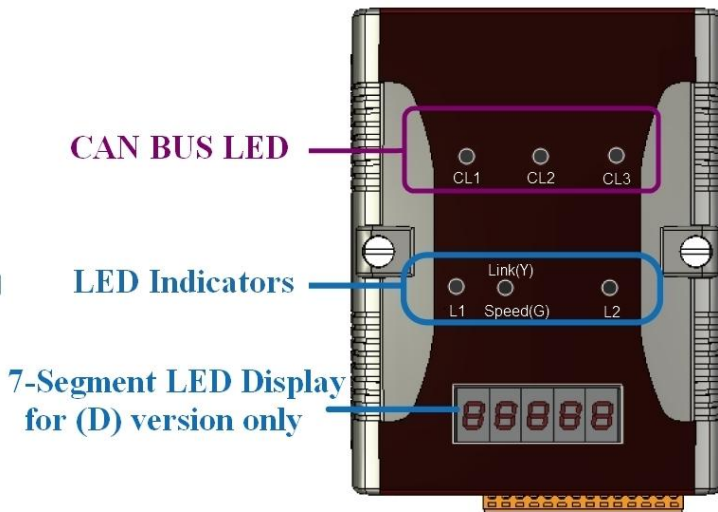 CAN BUS LED
CL1 CL2 CL3
LED Indicators
Link(Y)
L1 Speed(G) L2
7-Segment LED Display
for (D) version only
88888